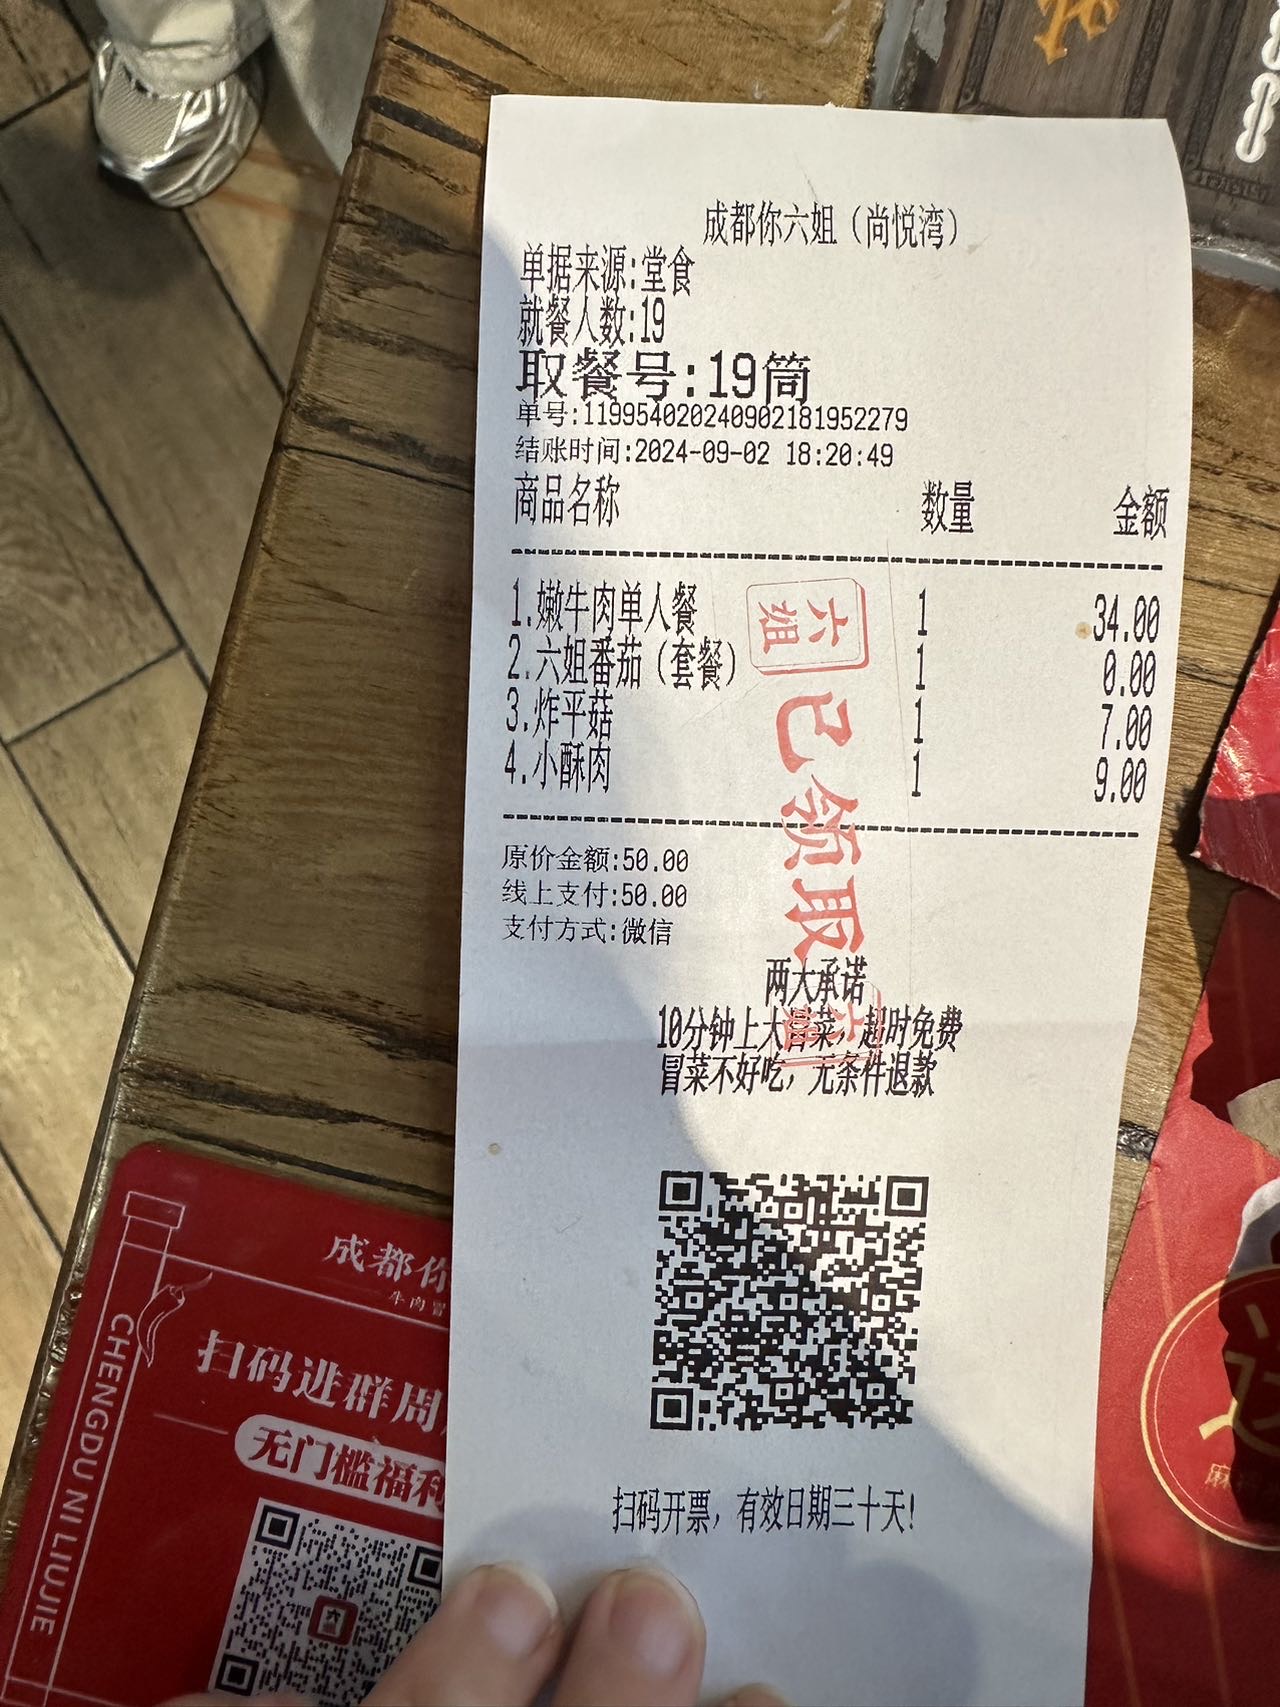 成都你六姐（尚悦湾）
单据来源:堂食
就餐人数:19
取餐号:19筒
单号:119954020240902181952279
结账时间:2024-09-02 18:20:49
商品名称 数量 金额
1.嫩牛肉单人餐 1 34.00
2.六姐番茄（套餐） 1 0.00
3.炸平菇 1 7.00
4.小酥肉 1 9.00
六姐
已领取
六姐
原价金额:50.00
线上支付:50.00
支付方式:微信
两大承诺
10分钟上大冒菜，超时免费
冒菜不好吃，无条件退款
扫码开票，有效日期三十天!
成都你
牛肉冒
扫码进群周
无门槛福利
CHENGDU NI LIUJIE